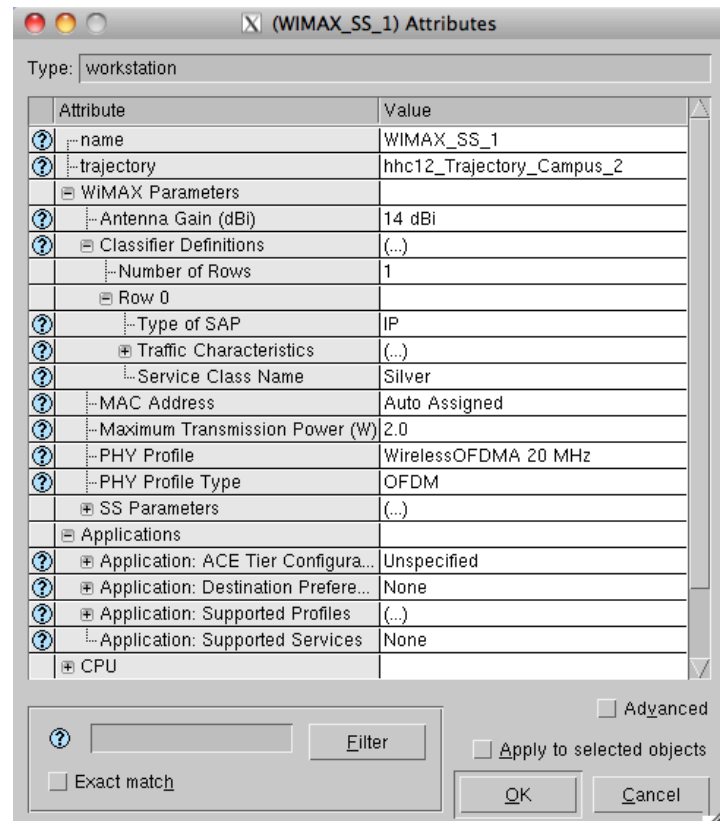 X (WIMAX_SS_1) Attributes
Type: workstation
Attribute Value
? name WIMAX_SS_1
? trajectory hhc12_Trajectory_Campus_2
WiMAX Parameters
? Antenna Gain (dBi) 14 dBi
? Classifier Definitions (...)
Number of Rows 1
Row 0
? Type of SAP IP
? Traffic Characteristics (...)
? Service Class Name Silver
? MAC Address Auto Assigned
? Maximum Transmission Power (W) 2.0
? PHY Profile WirelessOFDMA 20 MHz
? PHY Profile Type OFDM
SS Parameters (...)
Applications
? Application: ACE Tier Configura... Unspecified
? Application: Destination Prefere... None
? Application: Supported Profiles (...)
? Application: Supported Services None
CPU
Advanced
? Filter
Apply to selected objects
Exact match
OK Cancel